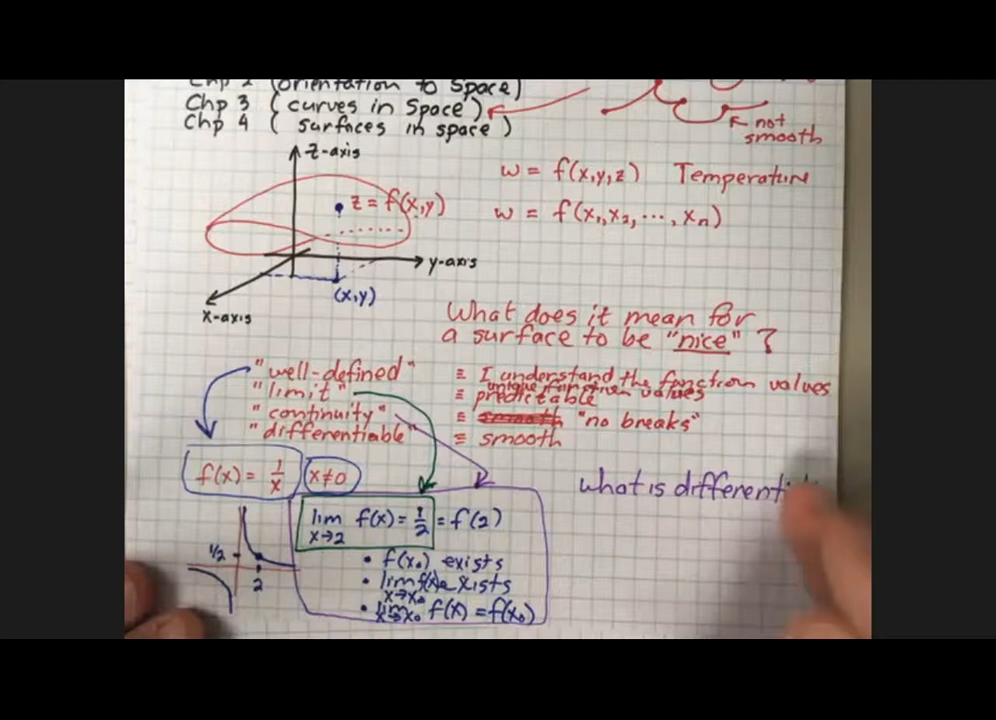 Chp 2 (Orientation to Space)
Chp 3 ( curves in Space )
Chp 4 ( surfaces in space )
not
smooth
z-axis
z = f(x,y)
y-axis
(x,y)
x-axis
w = f(x,y,z) Temperature
w = f(x₁,x₂, ⋯, xₙ)
What does it mean for
a surface to be "nice" ?
"well-defined" ≡ I understand the function values
"limit" ≡ predictable unique function values
"continuity" ≡ "no breaks"
"differentiable" ≡ smooth
f(x) = 1/x x≠0
what is differenti
lim x→2 f(x) = 1/2 = f(2)
1/2
2
• f(x₀) exists
• lim x→x₀ f(x) exists
• lim x→x₀ f(x) = f(x₀)